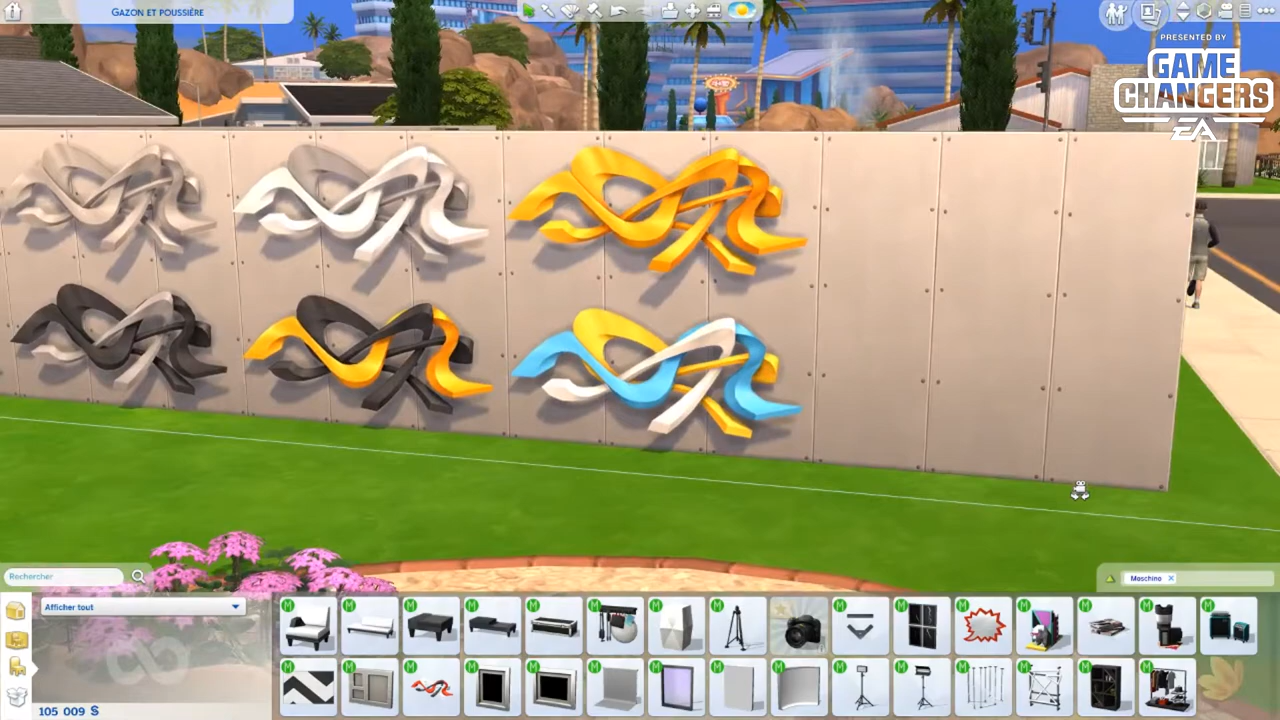 Gazon et poussière
PRESENTED BY
GAME
CHANGERS
EA
Rechercher
Moschino
Afficher tout
105 009 §